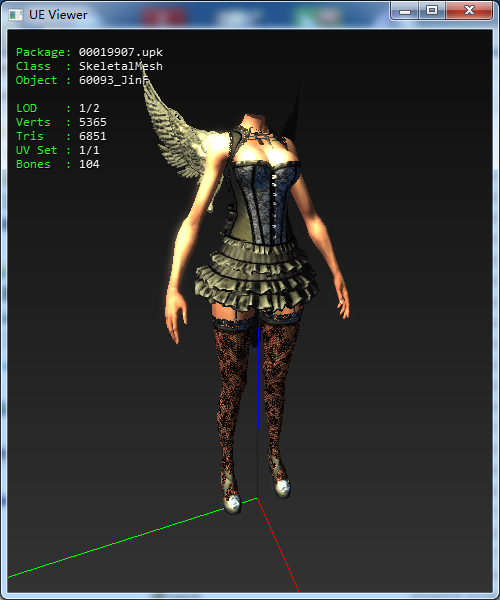 UE Viewer
Package: 00019907.upk
Class : SkeletalMesh
Object : 60093_JinF
LOD : 1/2
Verts : 5365
Tris : 6851
UV Set : 1/1
Bones : 104